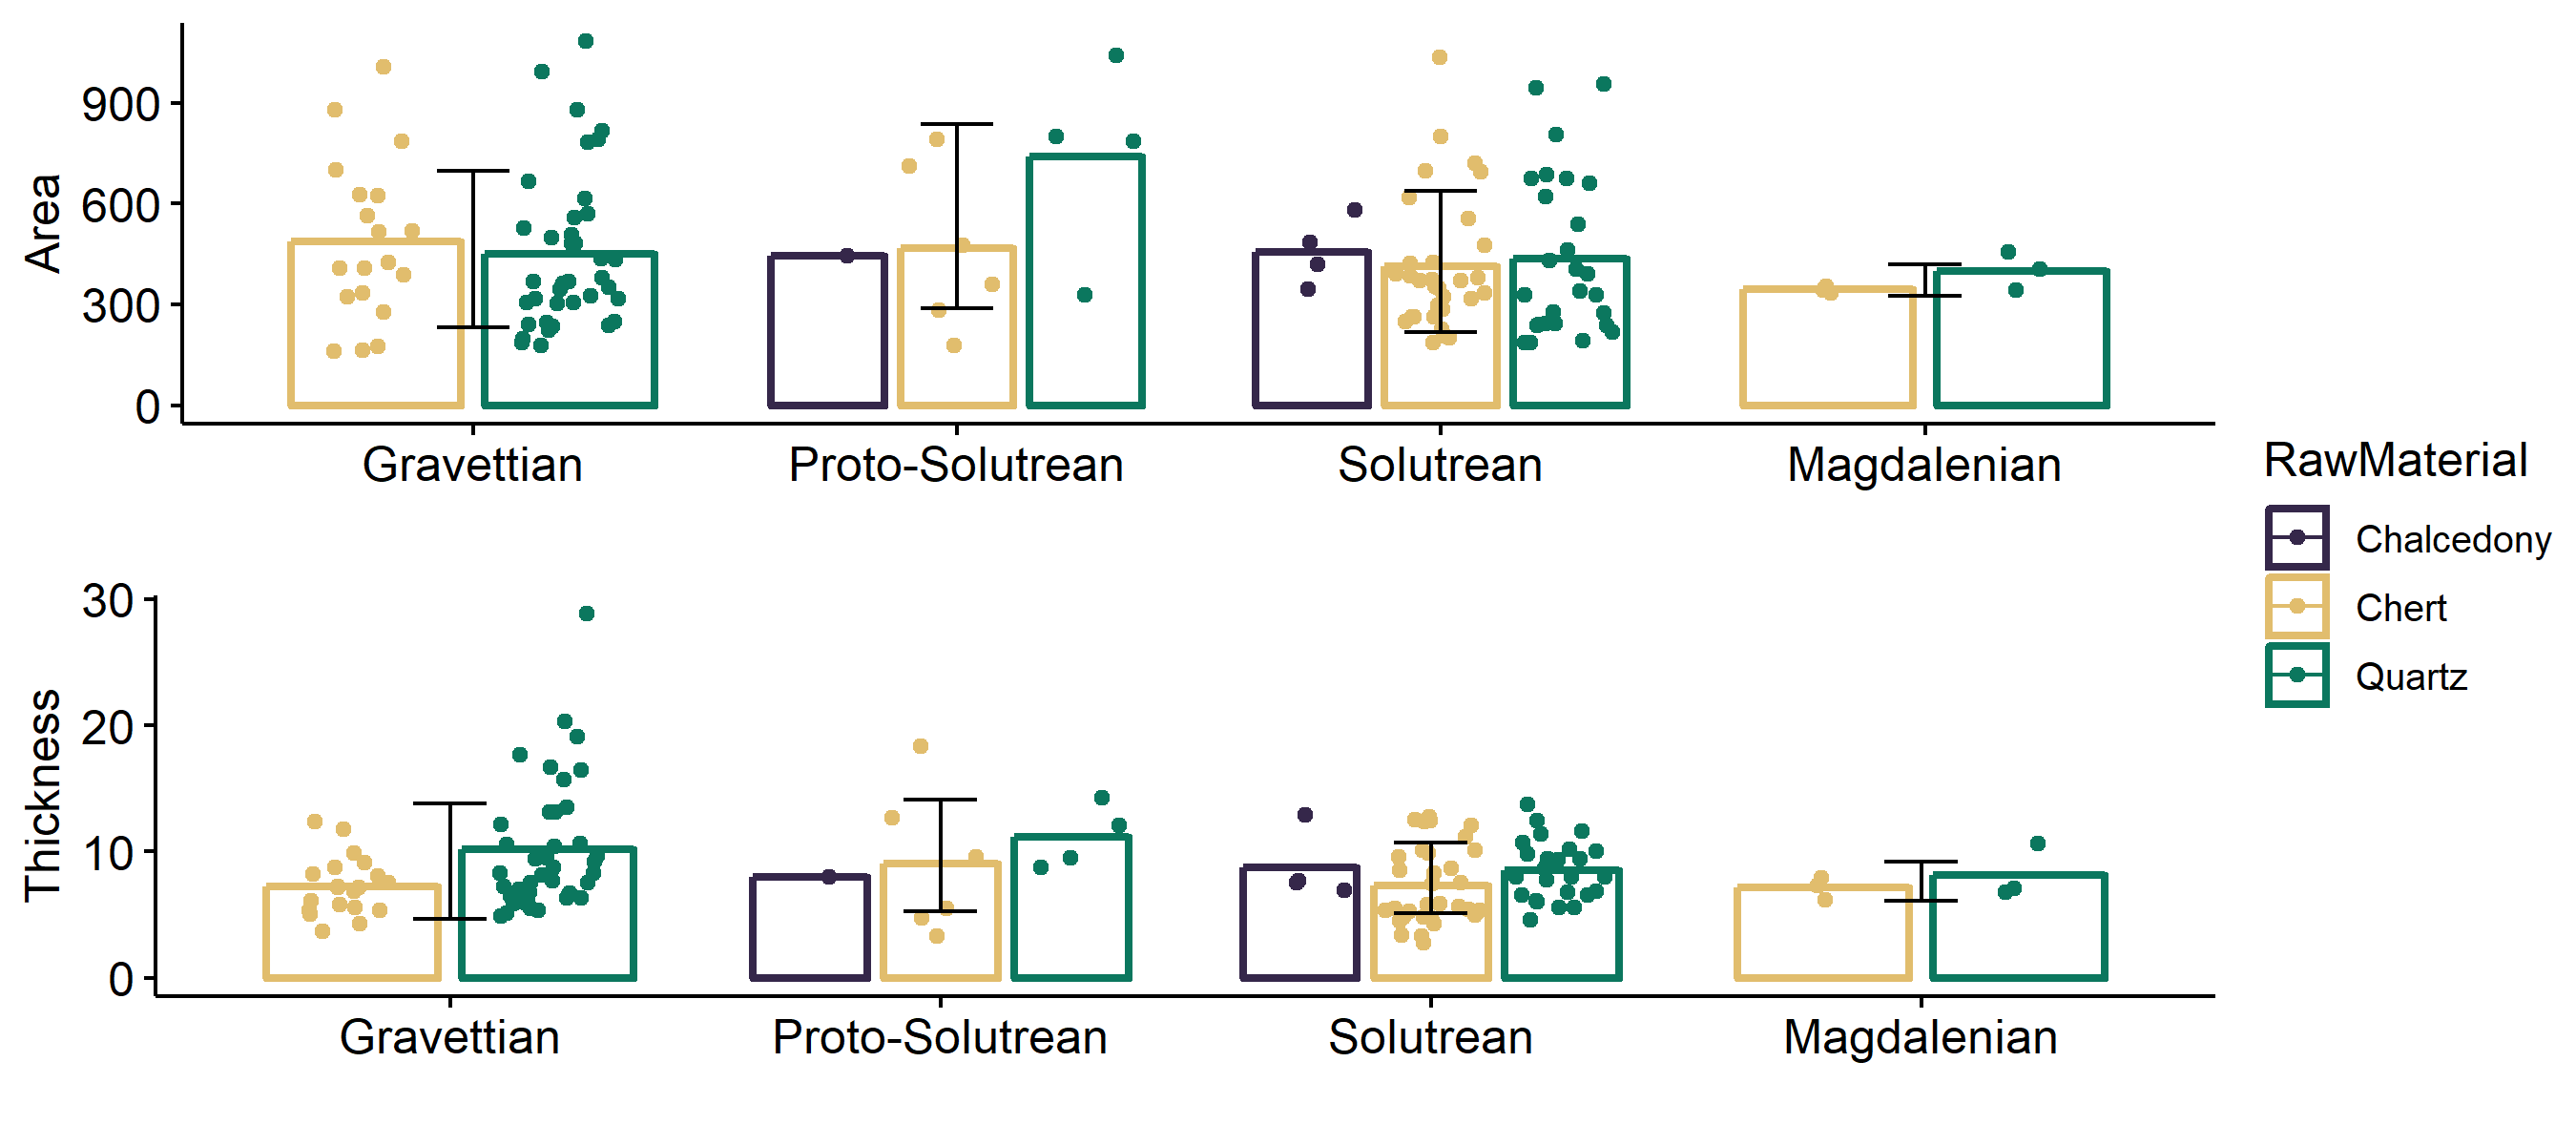 Area
900
600
300
0
Gravettian Proto-Solutrean Solutrean Magdalenian
Thickness
30
20
10
0
Gravettian Proto-Solutrean Solutrean Magdalenian
RawMaterial
Chalcedony
Chert
Quartz